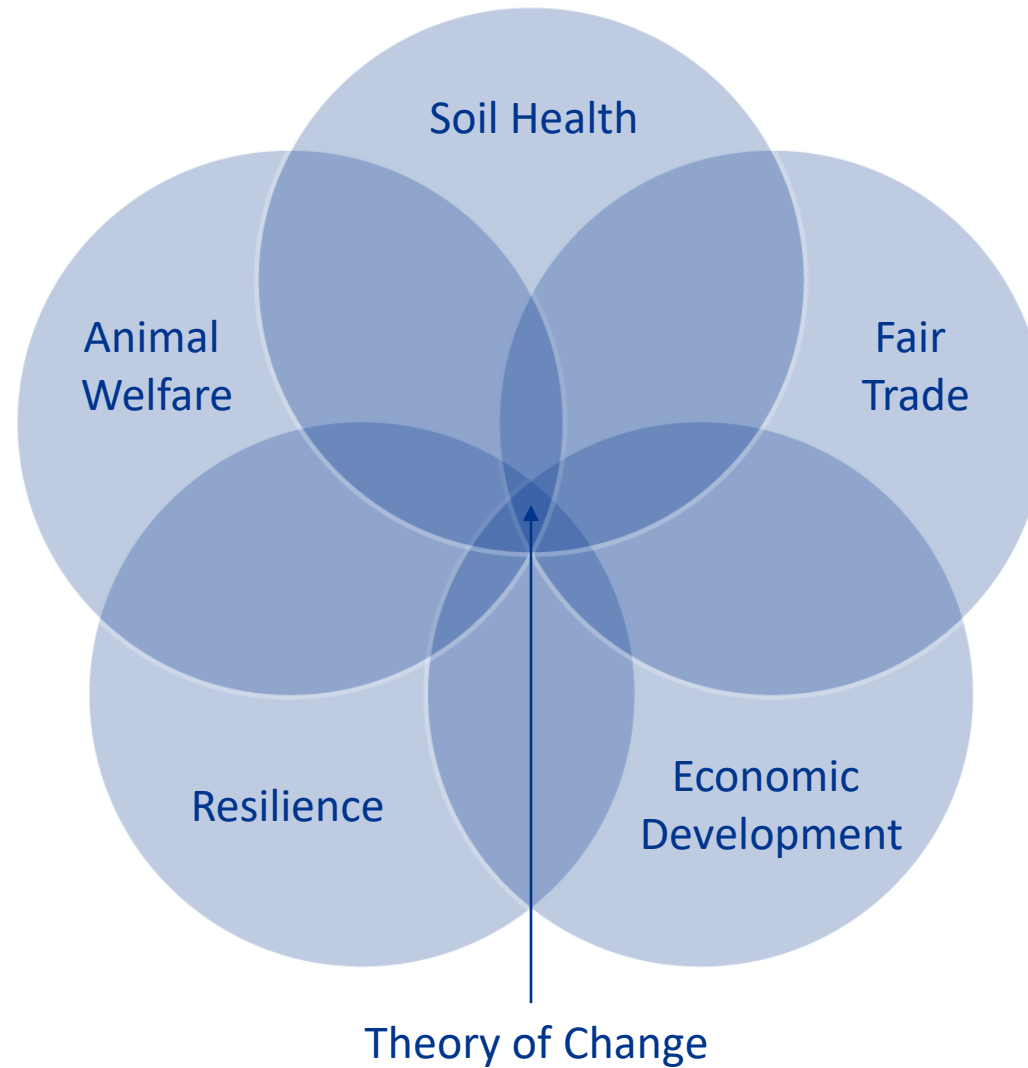 Soil Health
Animal
Welfare
Fair
Trade
Resilience
Economic
Development
Theory of Change